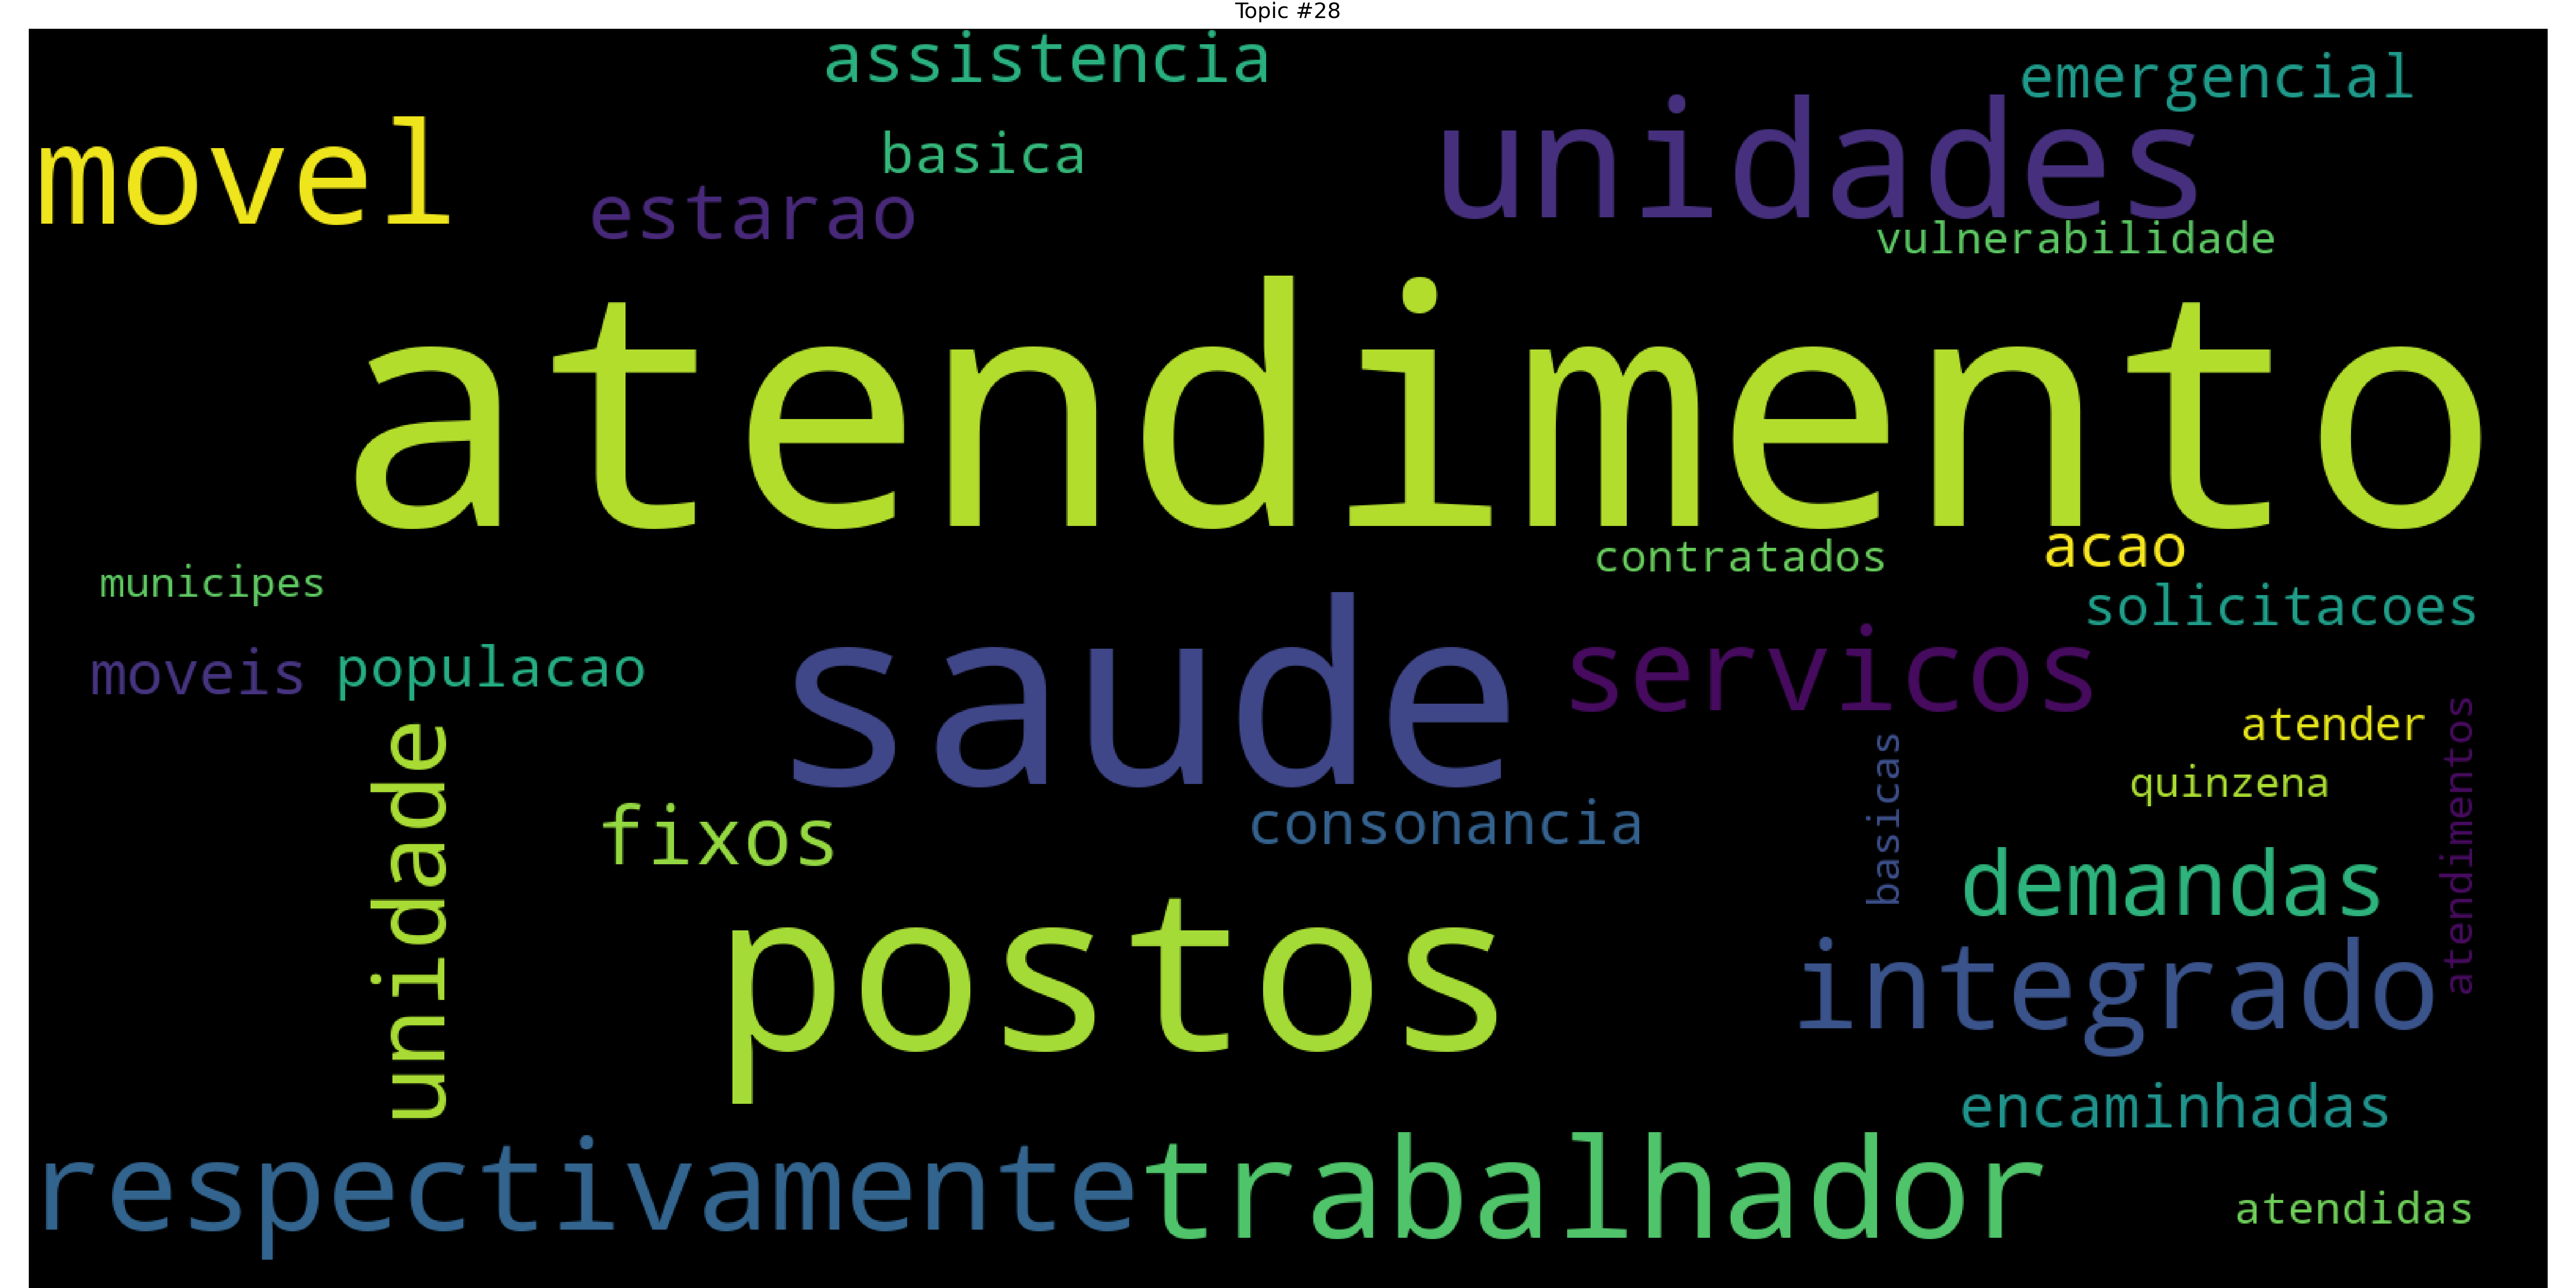 Topic #28
assistencia
emergencial
movel
unidades
basica
estarao
vulnerabilidade
atendimento
contratados
acao
municipes
solicitacoes
saude
servicos
moveis
populacao
atender
unidade
basicas
atendimentos
quinzena
fixos
consonancia
demandas
postos
integrado
encaminhadas
respectivamente
trabalhador
atendidas